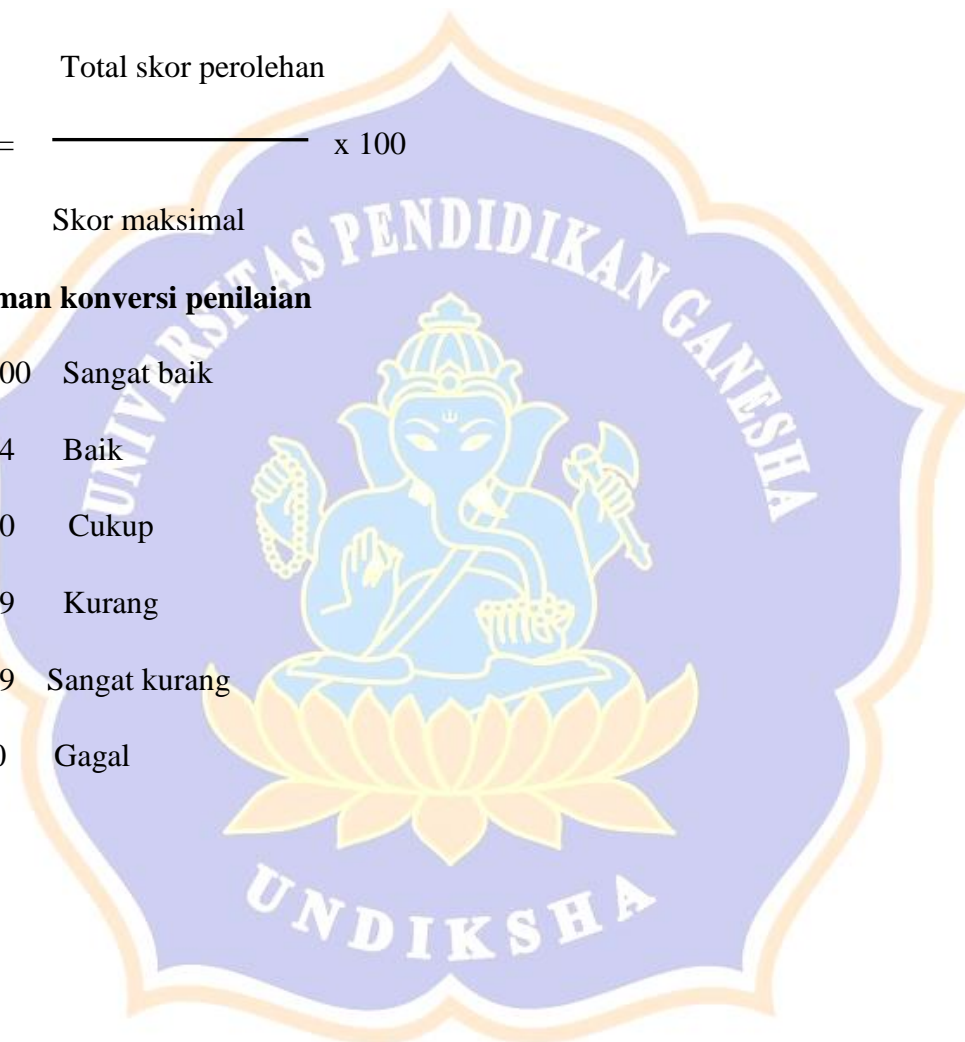 Total skor perolehan
= x 100
Skor maksimal
konversi penilaian
00 Sangat baik
4 Baik
0 Cukup
9 Kurang
9 Sangat kurang
0 Gagal
UNIVERSITAS PENDIDIKAN GANESHA
UNDIKSHA